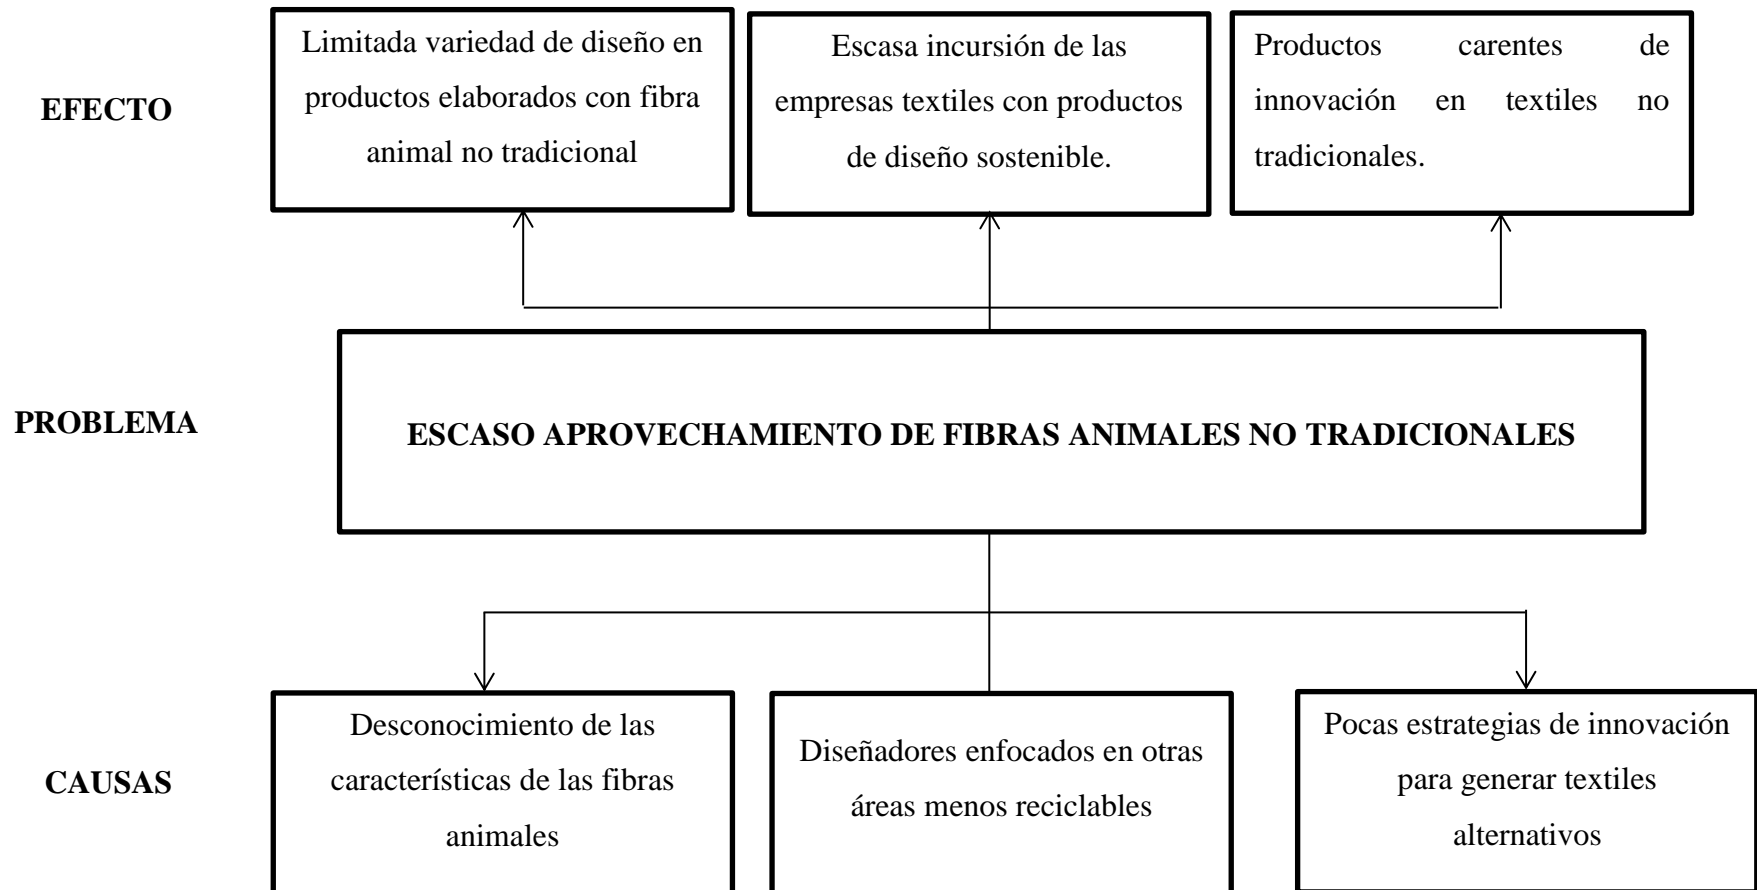 EFECTO
Limitada variedad de diseño en
productos elaborados con fibra
animal no tradicional
Escasa incursión de las
empresas textiles con productos
de diseño sostenible.
Productos carentes de
innovación en textiles no
tradicionales.
PROBLEMA
ESCASO APROVECHAMIENTO DE FIBRAS ANIMALES NO TRADICIONALES
CAUSAS
Desconocimiento de las
características de las fibras
animales
Diseñadores enfocados en otras
áreas menos reciclables
Pocas estrategias de innovación
para generar textiles
alternativos